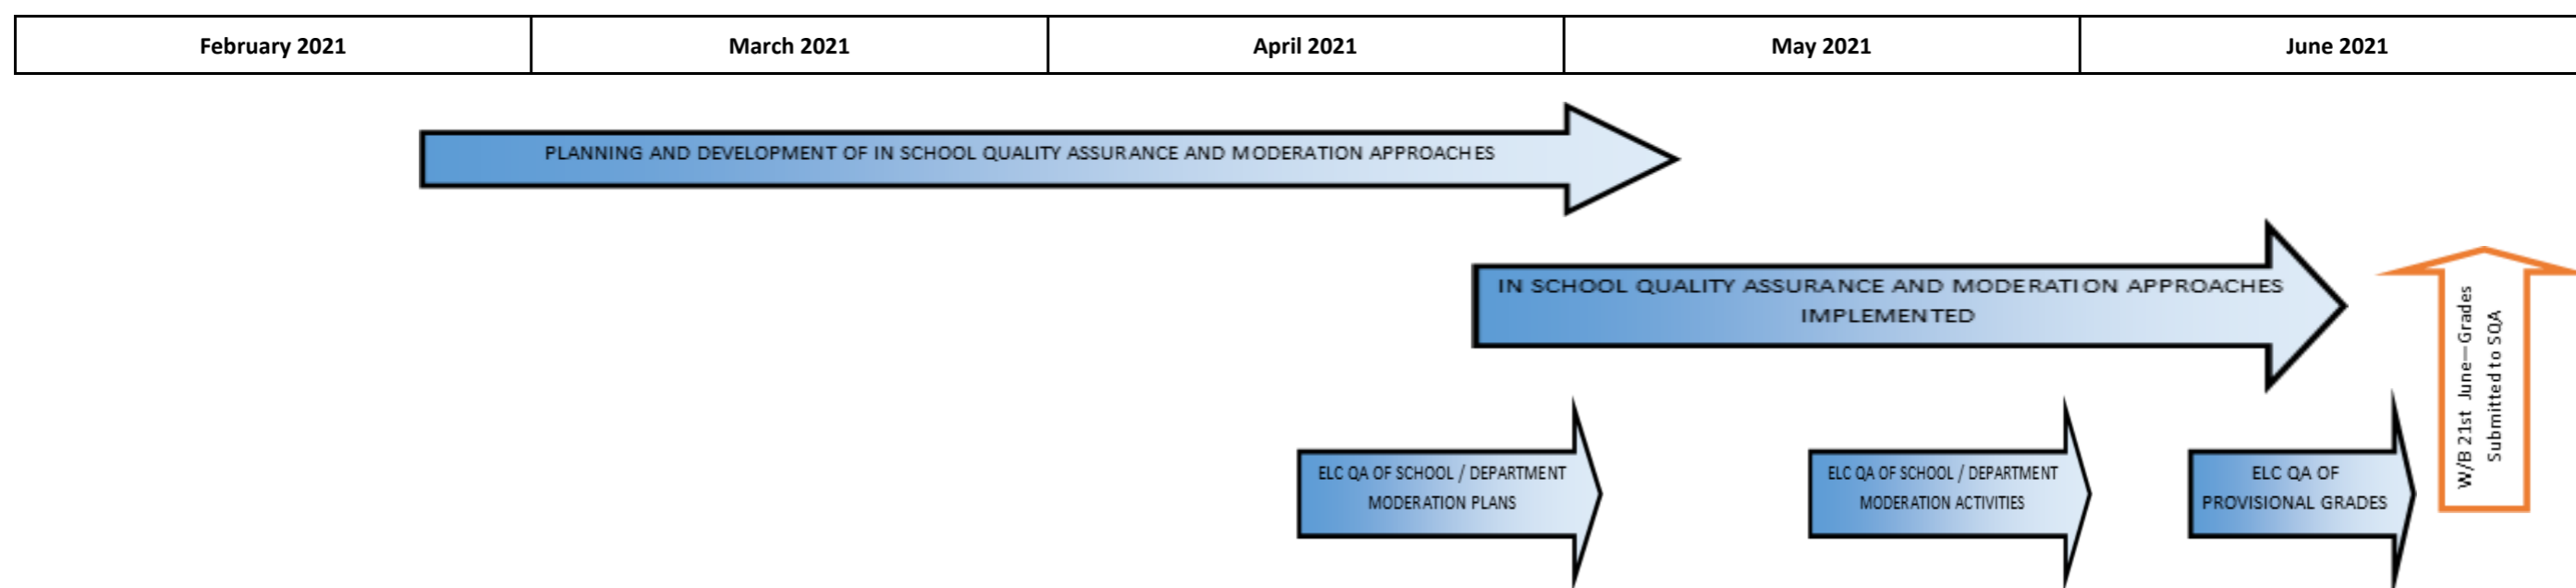 February 2021
March 2021
April 2021
May 2021
June 2021
PLANNING AND DEVELOPMENT OF IN SCHOOL QUALITY ASSURANCE AND MODERATION APPROACHES
IN SCHOOL QUALITY ASSURANCE AND MODERATION APPROACHES
IMPLEMENTED
ELC QA OF SCHOOL / DEPARTMENT
MODERATION PLANS
ELC QA OF SCHOOL / DEPARTMENT
MODERATION ACTIVITIES
ELC QA OF
PROVISIONAL GRADES
W/B 21st June—Grades
Submitted to SQA